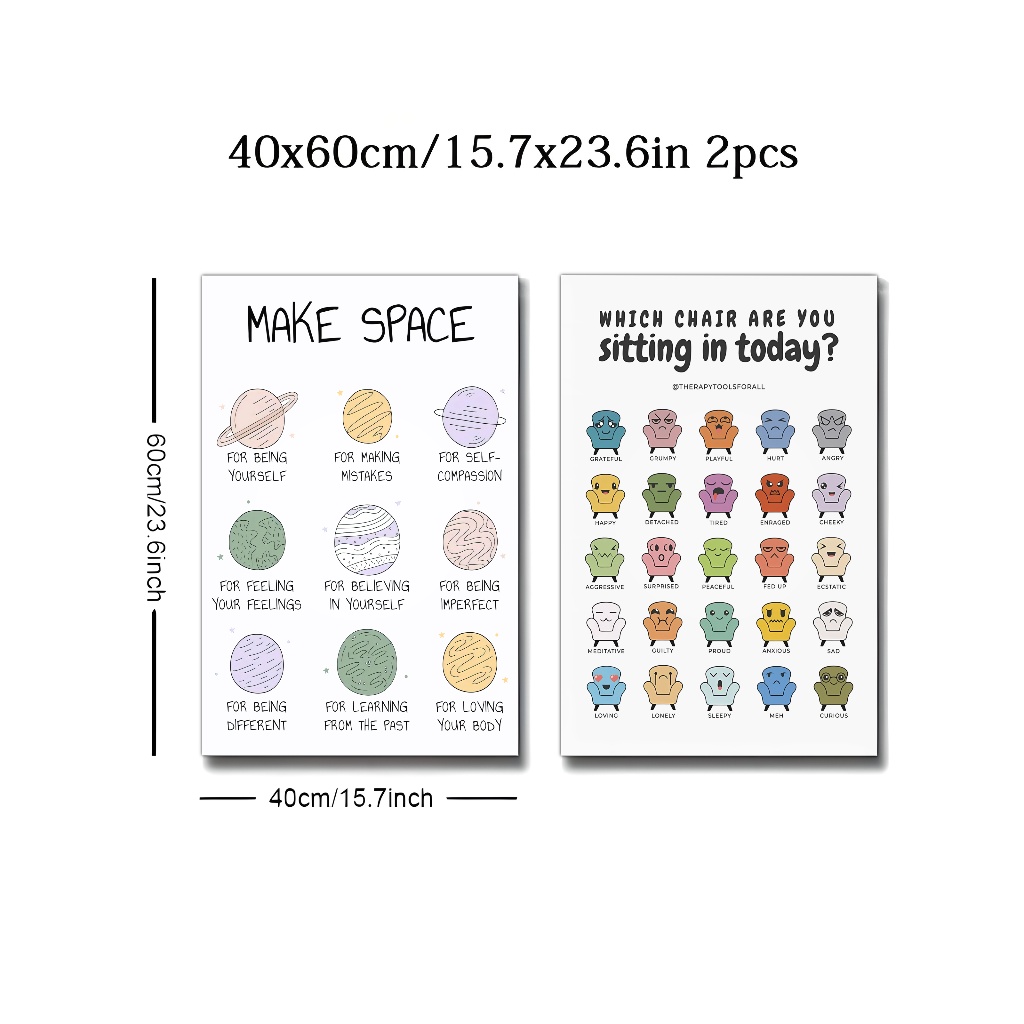 40x60cm/15.7x23.6in 2pcs
60cm/23.6inch
MAKE SPACE
FOR BEING
YOURSELF
FOR MAKING
MISTAKES
FOR SELF-
COMPASSION
FOR FEELING
YOUR FEELINGS
FOR BELIEVING
IN YOURSELF
FOR BEING
IMPERFECT
FOR BEING
DIFFERENT
FOR LEARNING
FROM THE PAST
FOR LOVING
YOUR BODY
40cm/15.7inch
WHICH CHAIR ARE YOU
sitting in today?
@THERAPYTOOLSFORALL
GRATEFUL GRUMPY PLAYFUL HURT ANGRY
HAPPY DETACHED TIRED ENRAGED CHEEKY
AGGRESSIVE SURPRISED PEACEFUL FED UP ECSTATIC
MEDITATIVE GUILTY PROUD ANXIOUS SAD
LOVING LONELY SLEEPY MEH CURIOUS